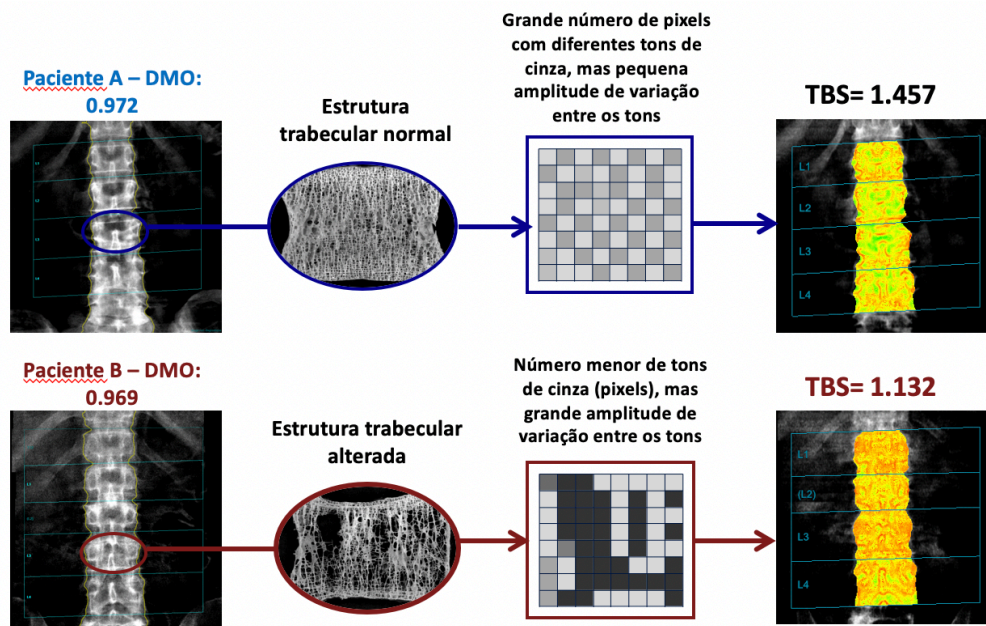 Paciente A – DMO:
0.972
Estrutura
trabecular normal
Grande número de pixels
com diferentes tons de
cinza, mas pequena
amplitude de variação
entre os tons
TBS= 1.457
L1
L2
L3
L4
Paciente B – DMO:
0.969
Estrutura trabecular
alterada
Número menor de tons
de cinza (pixels), mas
grande amplitude de
variação entre os tons
TBS= 1.132
L1
(L2)
L3
L4